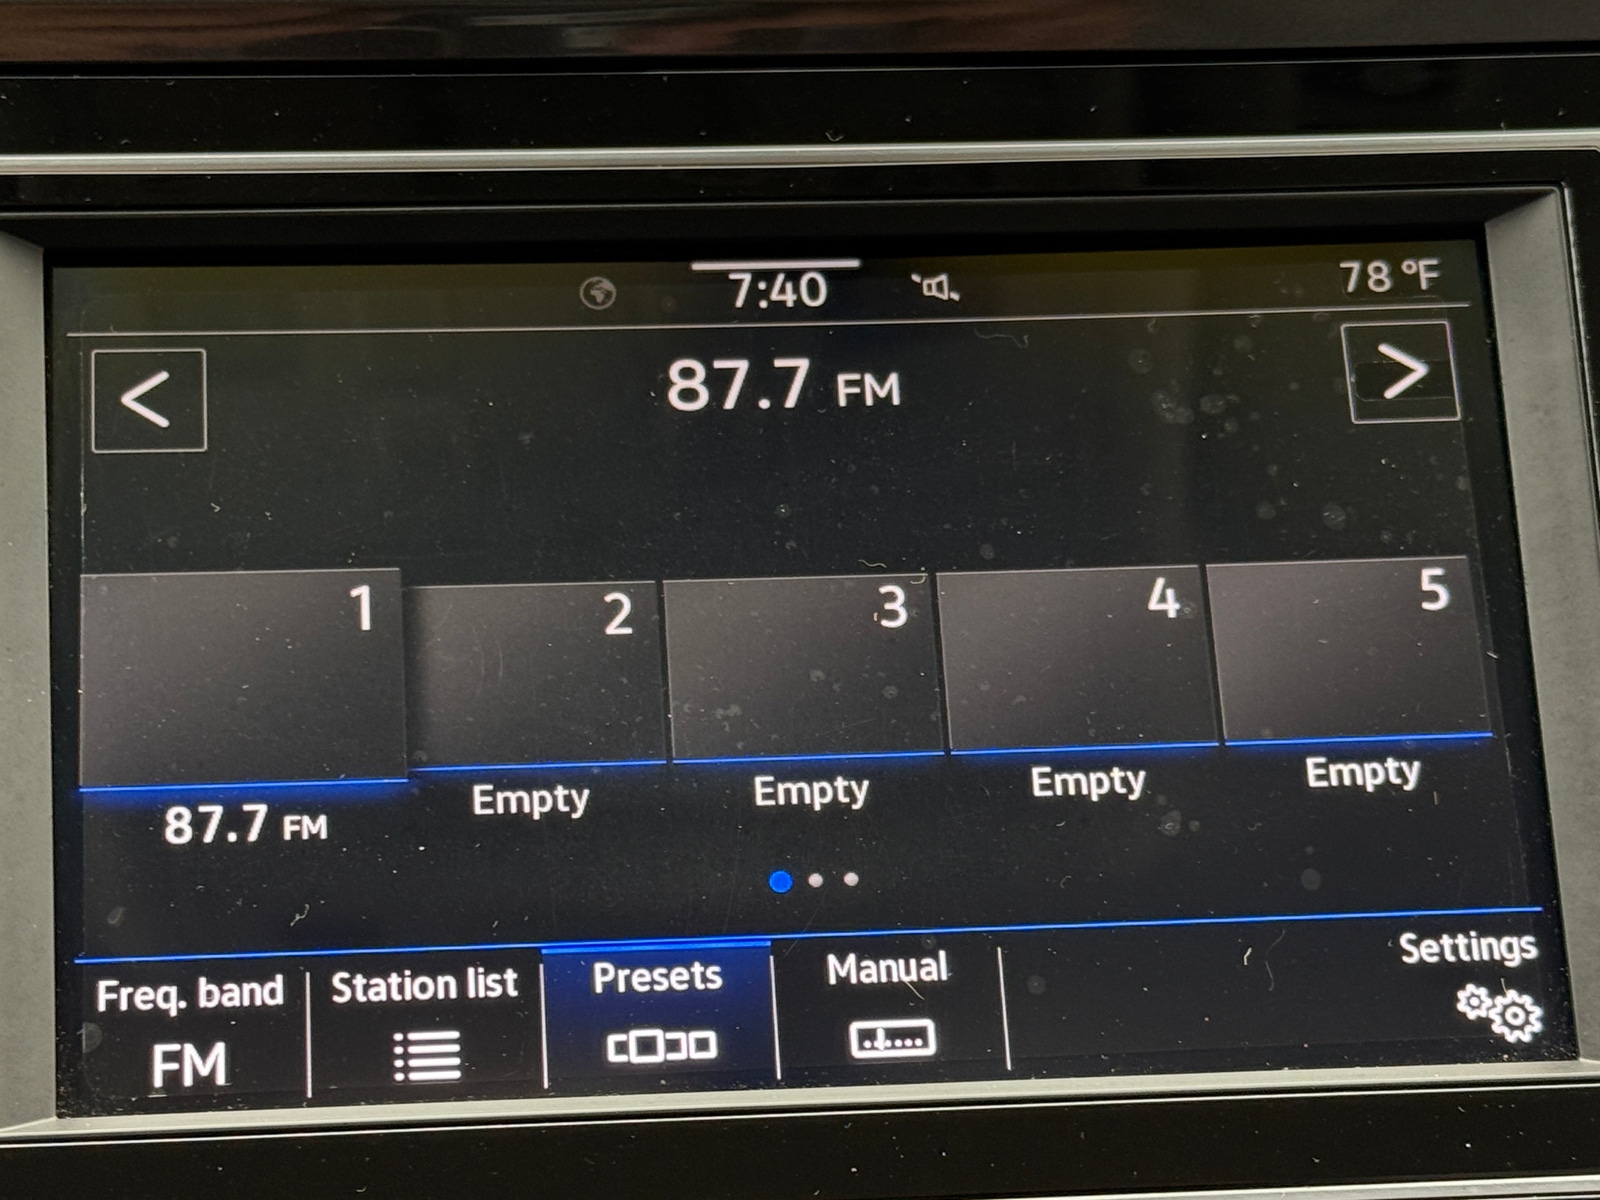 7:40
78 °F
<
87.7 FM
>
1
2
3
4
5
87.7 FM
Empty
Empty
Empty
Empty
Freq. band
Station list
Presets
Manual
Settings
FM